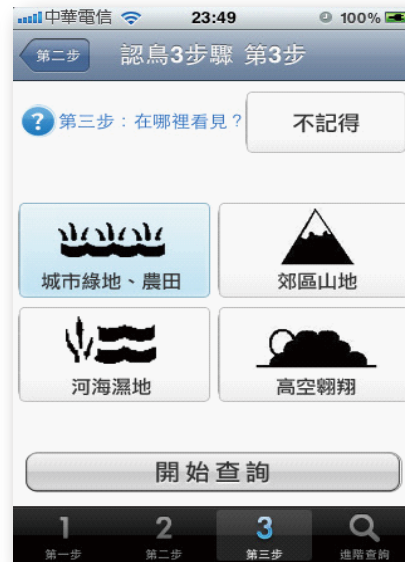 中華電信 23:49 100%
第二步 認鳥3步驟 第3步
? 第三步：在哪裡看見？ 不記得
城市綠地、農田 郊區山地
河海濕地 高空翱翔
開始查詢
1 2 3
第一步 第二步 第三步 進階查詢